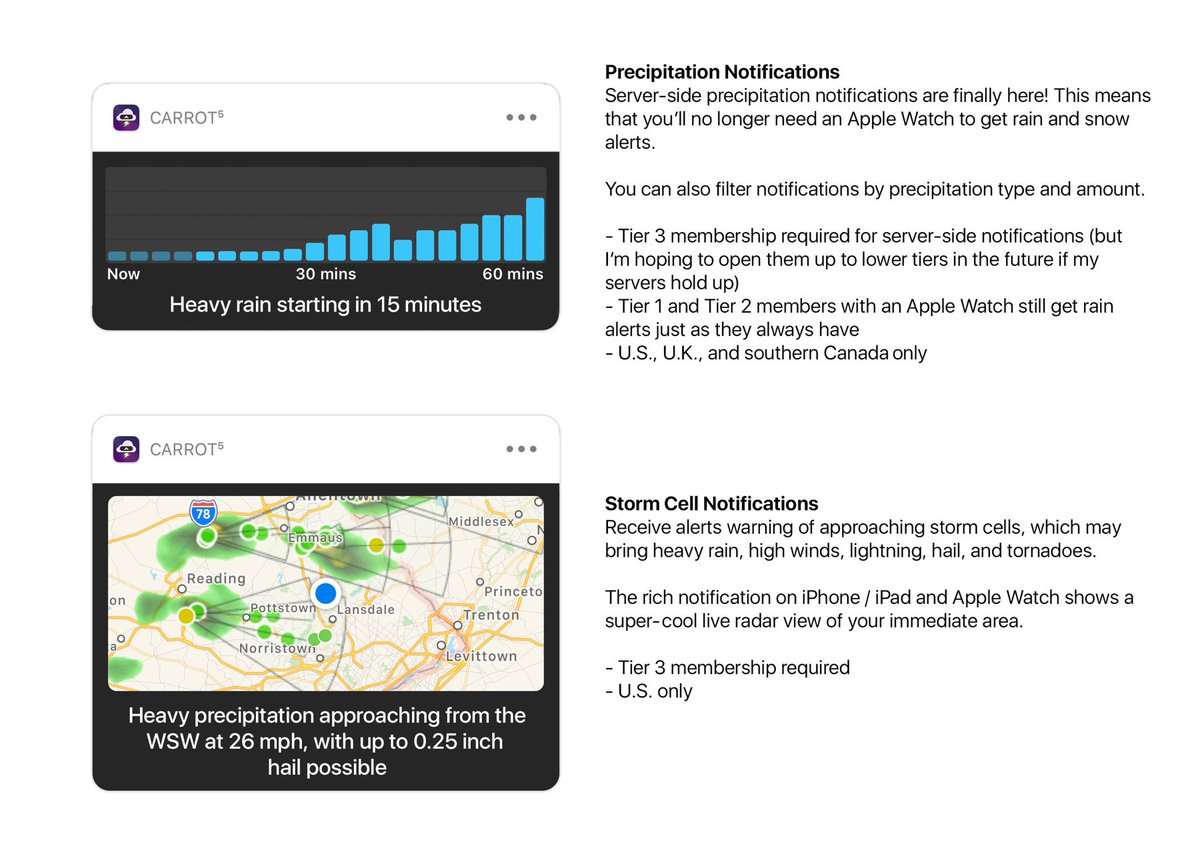 CARROT⁵
Now
30 mins
60 mins
Heavy rain starting in 15 minutes
Precipitation Notifications
Server-side precipitation notifications are finally here! This means
that you’ll no longer need an Apple Watch to get rain and snow
alerts.
You can also filter notifications by precipitation type and amount.
- Tier 3 membership required for server-side notifications (but
I’m hoping to open them up to lower tiers in the future if my
servers hold up)
- Tier 1 and Tier 2 members with an Apple Watch still get rain
alerts just as they always have
- U.S., U.K., and southern Canada only
CARROT⁵
Allentown
78
Middlesex
Emmaus
Reading
Princeto
Pottstown
Lansdale
Trenton
Norristown
Levittown
Heavy precipitation approaching from the
WSW at 26 mph, with up to 0.25 inch
hail possible
Storm Cell Notifications
Receive alerts warning of approaching storm cells, which may
bring heavy rain, high winds, lightning, hail, and tornadoes.
The rich notification on iPhone / iPad and Apple Watch shows a
super-cool live radar view of your immediate area.
- Tier 3 membership required
- U.S. only